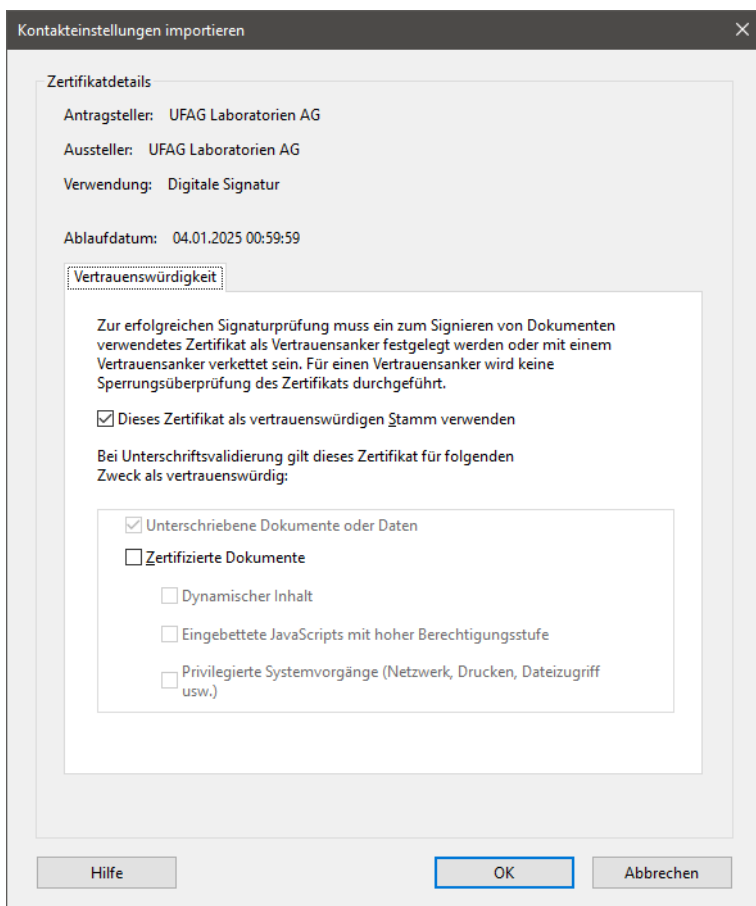 Kontakteinstellungen importieren
Zertifikatdetails
Antragsteller: UFAG Laboratorien AG
Aussteller: UFAG Laboratorien AG
Verwendung: Digitale Signatur
Ablaufdatum: 04.01.2025 00:59:59
Vertrauenswürdigkeit
Zur erfolgreichen Signaturprüfung muss ein zum Signieren von Dokumenten
verwendetes Zertifikat als Vertrauensanker festgelegt werden oder mit einem
Vertrauensanker verkettet sein. Für einen Vertrauensanker wird keine
Sperrungsüberprüfung des Zertifikats durchgeführt.
Dieses Zertifikat als vertrauenswürdigen Stamm verwenden
Bei Unterschriftsvalidierung gilt dieses Zertifikat für folgenden
Zweck als vertrauenswürdig:
Unterschriebene Dokumente oder Daten
Zertifizierte Dokumente
Dynamischer Inhalt
Eingebettete JavaScripts mit hoher Berechtigungsstufe
Privilegierte Systemvorgänge (Netzwerk, Drucken, Dateizugriff
usw.)
Hilfe
OK
Abbrechen